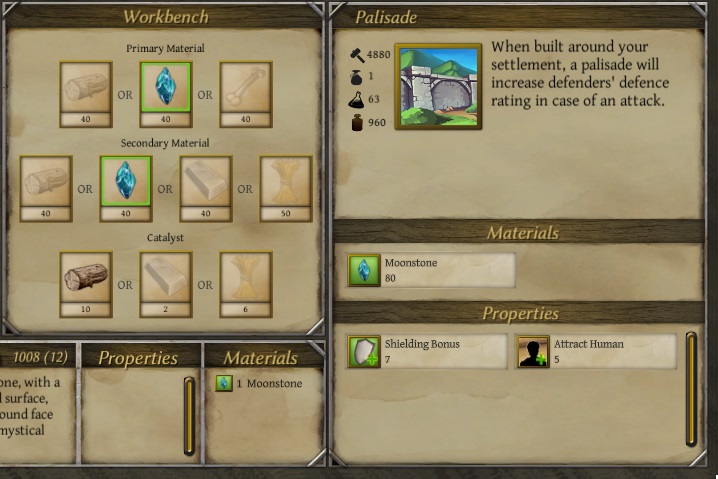 Workbench
Primary Material
OR
OR
40
40
40
Secondary Material
OR
OR
OR
40
40
40
50
Catalyst
OR
OR
10
2
6
1008 (12)
one, with a
surface,
ound face
mystical
Properties
Materials
1 Moonstone
Palisade
4880
1
63
960
When built around your
settlement, a palisade will
increase defenders' defence
rating in case of an attack.
Materials
Moonstone
80
Properties
Shielding Bonus
7
Attract Human
5